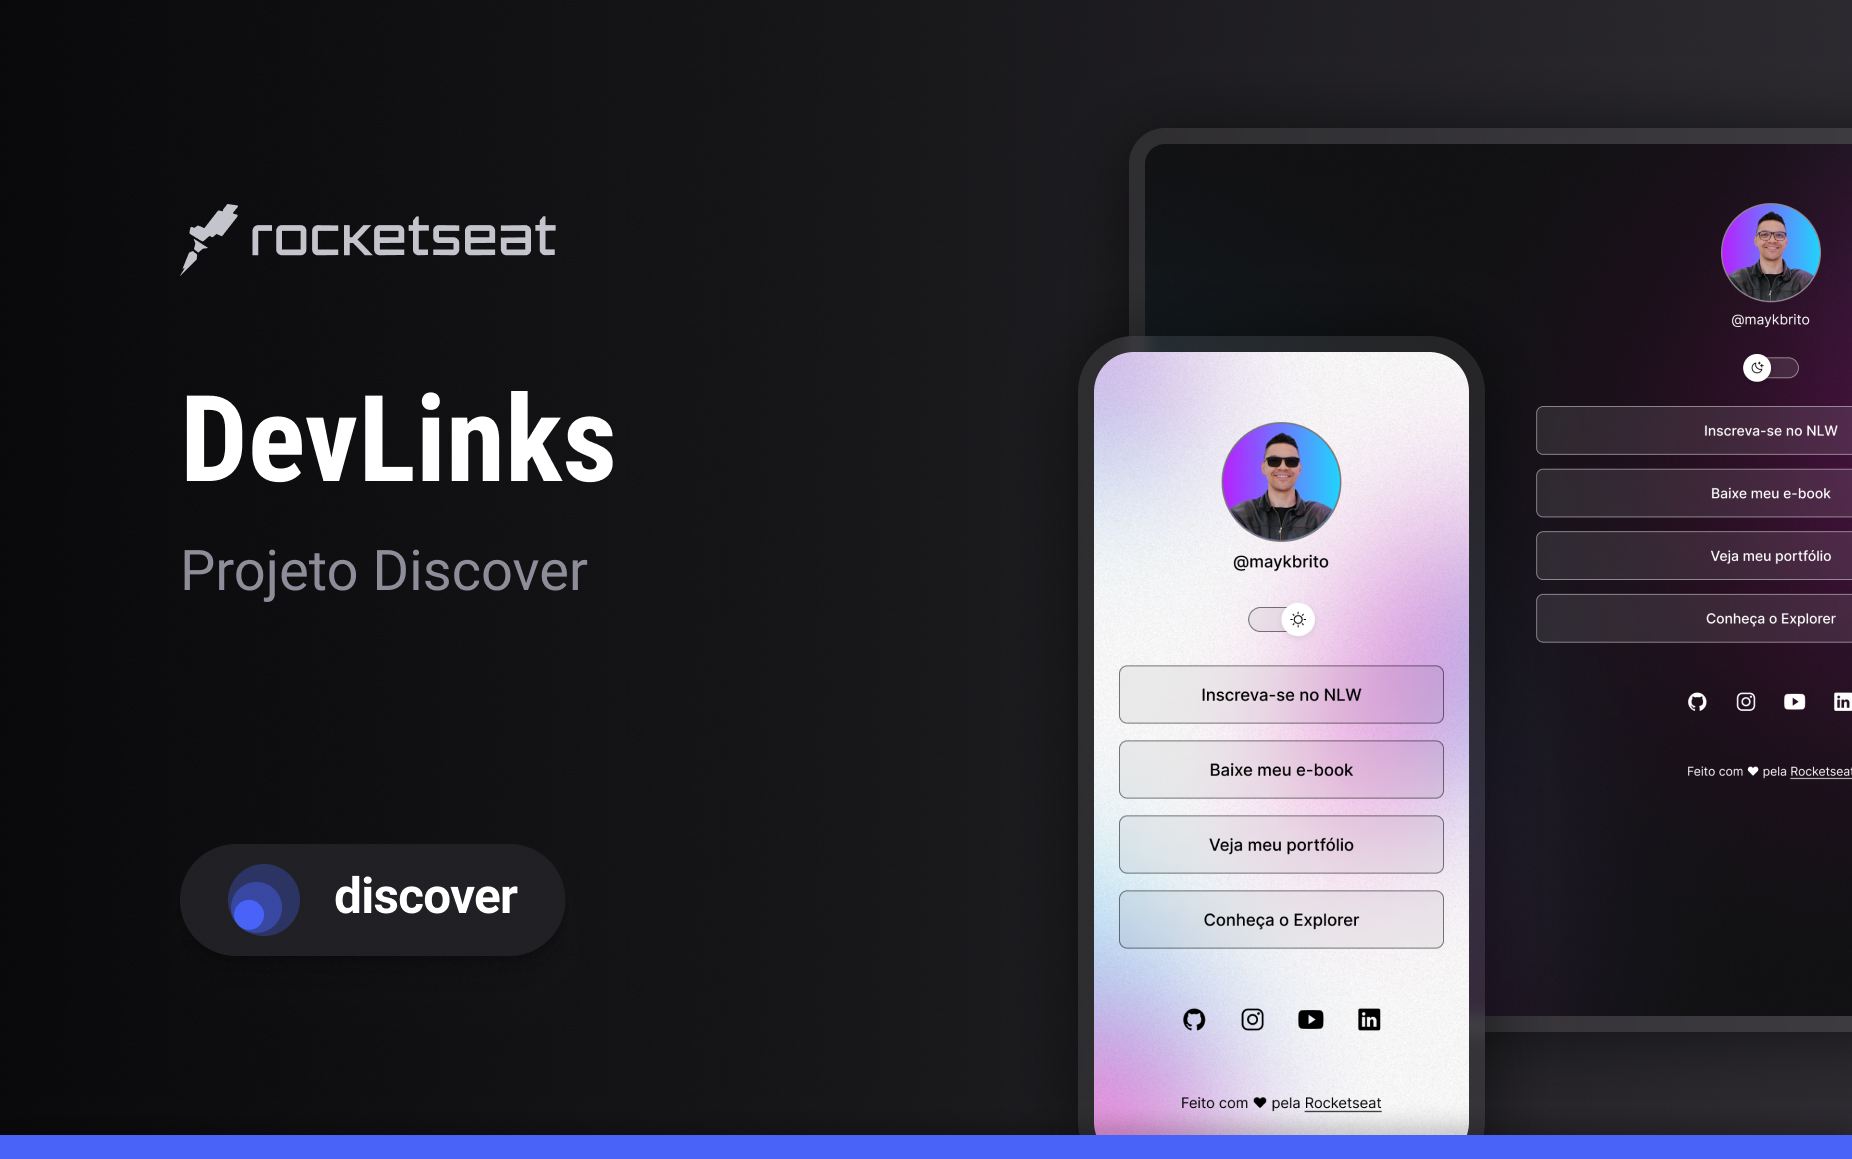 rocketseat
DevLinks
Projeto Discover
discover
@maykbrito
Inscreva-se no NLW
Baixe meu e-book
Veja meu portfólio
Conheça o Explorer
Feito com ♥ pela Rocketseat
@maykbrito
Inscreva-se no NLW
Baixe meu e-book
Veja meu portfólio
Conheça o Explorer
Feito com ♥ pela Rocketseat